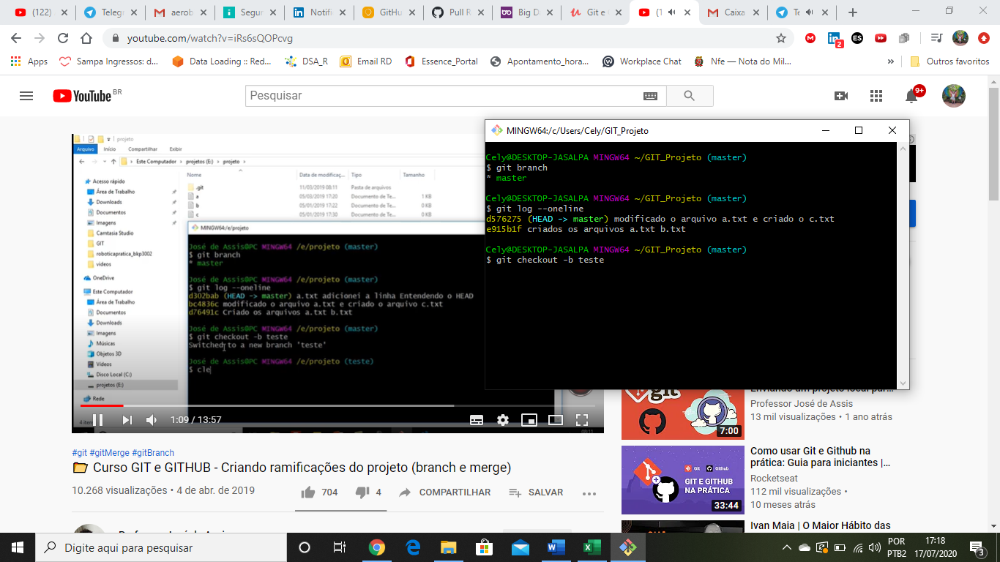 (122)
Telegr
aerob
Segur
Notifi
GitHu
Pull R
Big D
Git e
(1
Caixa
Te
youtube.com/watch?v=iRs6sQOPcvg
Apps
Sampa Ingressos: d...
Data Loading :: Red...
DSA_R
Email RD
Essence_Portal
Apontamento_hora...
Workplace Chat
Nfe — Nota do Mil...
»
Outros favoritos
YouTube BR
Pesquisar
9+
projeto
Arquivo Início Compartilhar Exibir
Este Computador › projetos (E:) › projeto ›
Nome Data de modificaç... Tipo Tamanho
.git 11/03/2019 08:11 Pasta de arquivos
a 05/03/2019 17:20 Documento de Te... 1 KB
b 05/01/2019 17:22 Documento de Te... 0 KB
c 05/01/2019 17:30 Documento de Te... 0 KB
Acesso rápido
Área de Trabalho
Downloads
Documentos
Imagens
Camtasia Studio
GIT
roboticapratica_bkp3002
videos
OneDrive
Este Computador
Área de Trabalho
Documentos
Downloads
Imagens
Músicas
Objetos 3D
Vídeos
Disco Local (C:)
projetos (E:)
Rede
4 iten
MINGW64:/e/projeto
José de Assis@PC MINGW64 /e/projeto (master)
$ git branch
* master
José de Assis@PC MINGW64 /e/projeto (master)
$ git log --oneline
d302bab (HEAD -> master) a.txt adicionei a linha Entendendo o HEAD
bc4836c modificado o arquivo a.txt e criado o arquivo c.txt
d76491c Criado os arquivos a.txt b.txt
José de Assis@PC MINGW64 /e/projeto (master)
$ git checkout -b teste
Switched to a new branch 'teste'
José de Assis@PC MINGW64 /e/projeto (teste)
$ cle
08:11
1:09 / 13:57
MINGW64:/c/Users/Cely/GIT_Projeto
Cely@DESKTOP-JASALPA MINGW64 ~/GIT_Projeto (master)
$ git branch
* master
Cely@DESKTOP-JASALPA MINGW64 ~/GIT_Projeto (master)
$ git log --oneline
d576275 (HEAD -> master) modificado o arquivo a.txt e criado o c.txt
e915b1f criados os arquivos a.txt b.txt
Cely@DESKTOP-JASALPA MINGW64 ~/GIT_Projeto (master)
$ git checkout -b teste
#git #gitMerge #gitBranch
Curso GIT e GITHUB - Criando ramificações do projeto (branch e merge)
10.268 visualizações • 4 de abr. de 2019
704
4
COMPARTILHAR
SALVAR
git
7:00
Enviando um projeto local par...
Professor José de Assis
13 mil visualizações • 1 ano atrás
Git
Github
GIT E GITHUB
NA PRÁTICA
33:44
Como usar Git e Github na
prática: Guia para iniciantes |...
Rocketseat
112 mil visualizações •
10 meses atrás
Ivan Maia | O Maior Hábito das
Digite aqui para pesquisar
POR
PTB2
17:18
17/07/2020
3
2